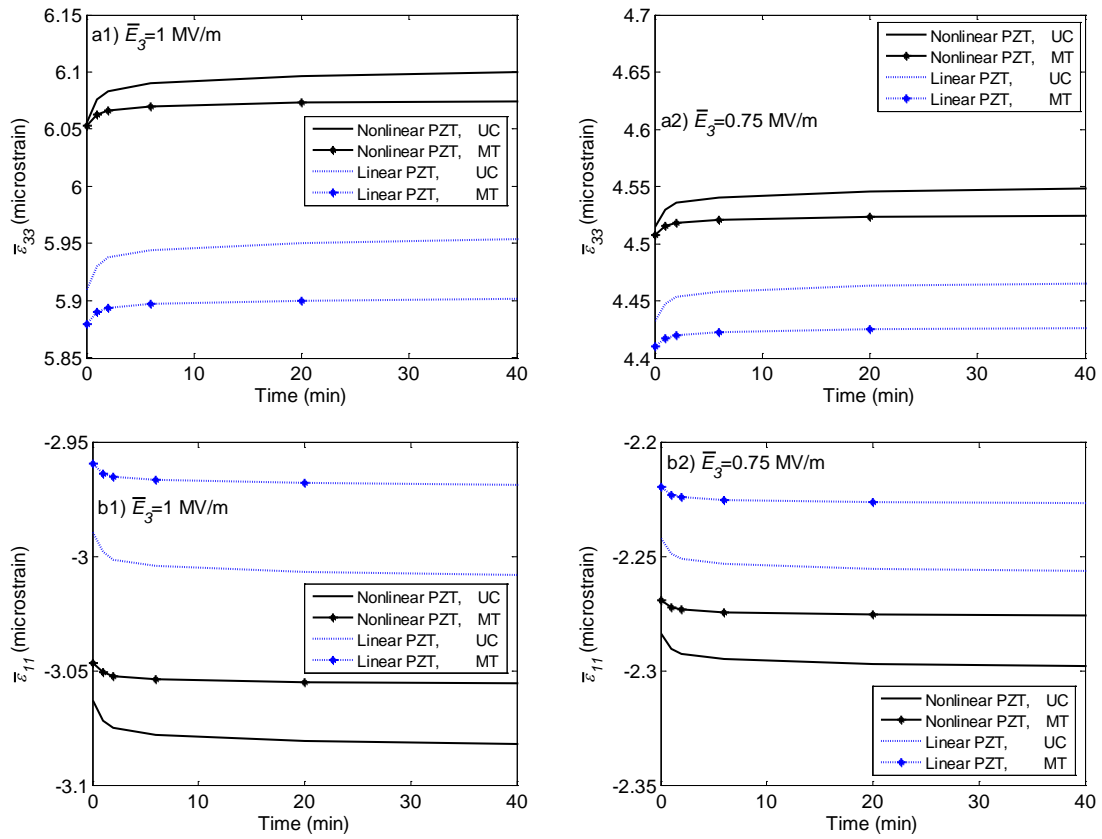 a1) E̅3=1 MV/m
6.15
6.1
6.05
6
5.95
5.9
5.85
ε̅33 (microstrain)
Nonlinear PZT, UC
Nonlinear PZT, MT
Linear PZT, UC
Linear PZT, MT
0 10 20 30 40
Time (min)
a2) E̅3=0.75 MV/m
4.7
4.65
4.6
4.55
4.5
4.45
4.4
ε̅33 (microstrain)
Nonlinear PZT, UC
Nonlinear PZT, MT
Linear PZT, UC
Linear PZT, MT
0 10 20 30 40
Time (min)
b1) E̅3=1 MV/m
-2.95
-3
-3.05
-3.1
ε̅11 (microstrain)
Nonlinear PZT, UC
Nonlinear PZT, MT
Linear PZT, UC
Linear PZT, MT
0 10 20 30 40
Time (min)
b2) E̅3=0.75 MV/m
-2.2
-2.25
-2.3
-2.35
ε̅11 (microstrain)
Nonlinear PZT, UC
Nonlinear PZT, MT
Linear PZT, UC
Linear PZT, MT
0 10 20 30 40
Time (min)